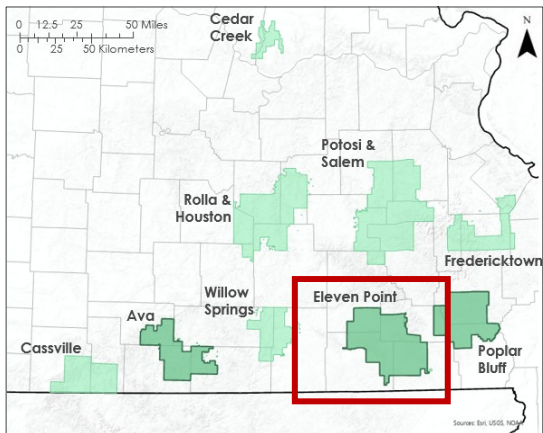 0 12.5 25 50 Miles
0 25 50 Kilometers
Cedar
Creek
N
Potosi &
Salem
Rolla &
Houston
Fredericktown
Willow
Springs
Eleven Point
Ava
Cassville
Poplar
Bluff
Sources: Esri, USGS, NOAA